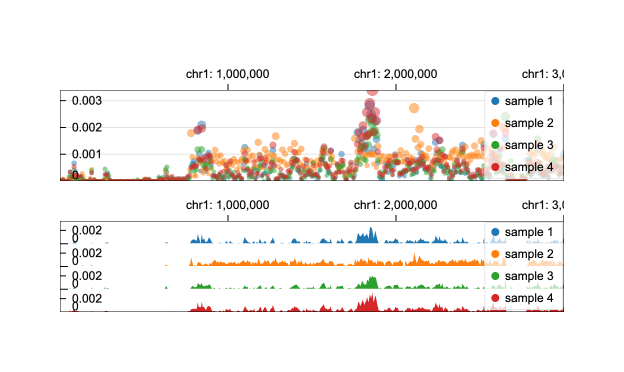 chr1: 1,000,000 chr1: 2,000,000 chr1: 3,0
0.003 sample 1
0.002 sample 2
sample 3
0.001 sample 4
0
chr1: 1,000,000 chr1: 2,000,000 chr1: 3,0
0.002 sample 1
0
0.002 sample 2
0
0.002 sample 3
0
0.002 sample 4
0